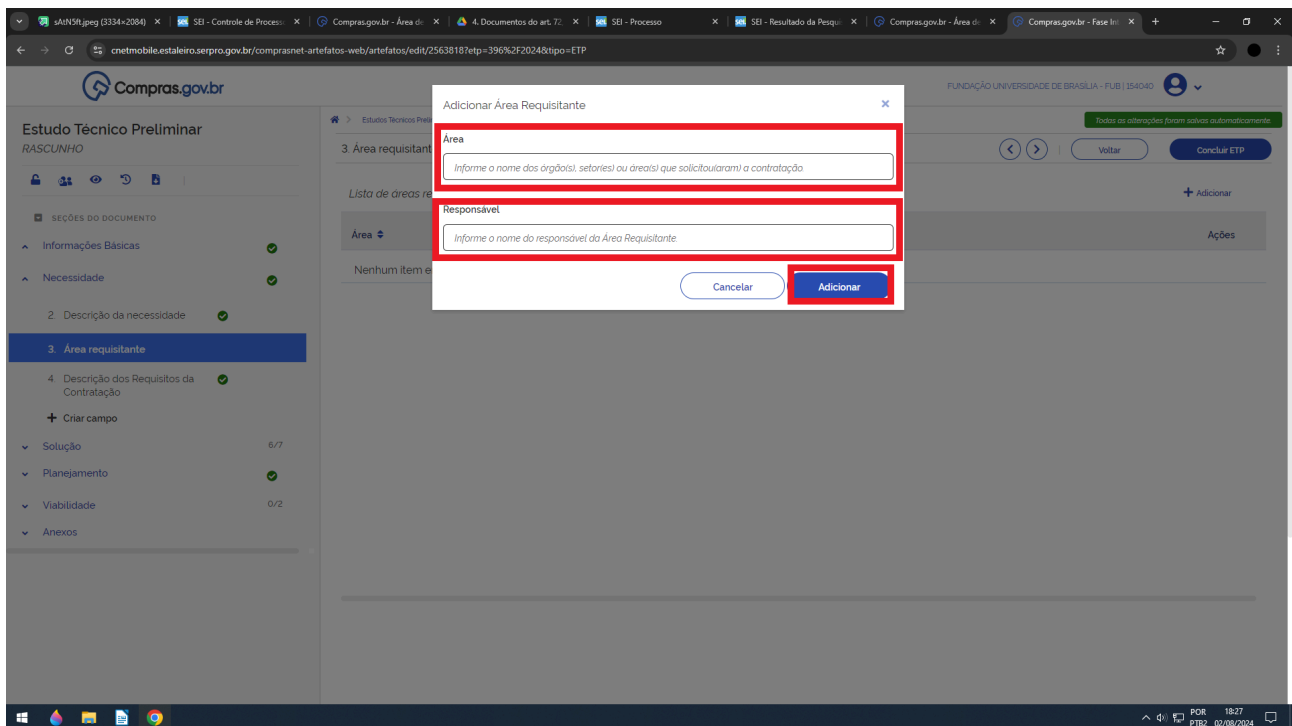 sAtN5ft.jpeg (3334×2084)
SEI - Controle de Processo
Compras.gov.br - Área de
4. Documentos do art. 72,
SEI - Processo
SEI - Resultado da Pesqui
Compras.gov.br - Área de
Compras.gov.br - Fase Int
cnetmobile.estaleiro.serpro.gov.br/comprasnet-artefatos-web/artefatos/edit/2563818?etp=396%2F2024&tipo=ETP
Compras.gov.br
FUNDAÇÃO UNIVERSIDADE DE BRASÍLIA - FUB | 154040
Adicionar Área Requisitante
Estudos Técnicos Preli
Todas as alterações foram salvas automaticamente.
Estudo Técnico Preliminar
RASCUNHO
3. Área requisitant
Voltar
Concluir ETP
Área
Informe o nome dos órgão(s), setor(es) ou área(s) que solicitou(aram) a contratação.
Lista de áreas re
Adicionar
Responsável
Informe o nome do responsável da Área Requisitante.
Área
Ações
Nenhum item e
Cancelar
Adicionar
SEÇÕES DO DOCUMENTO
Informações Básicas
Necessidade
2. Descrição da necessidade
3. Área requisitante
4. Descrição dos Requisitos da
Contratação
Criar campo
Solução 6/7
Planejamento
Viabilidade 0/2
Anexos
POR 18:27
PTB2 02/08/2024